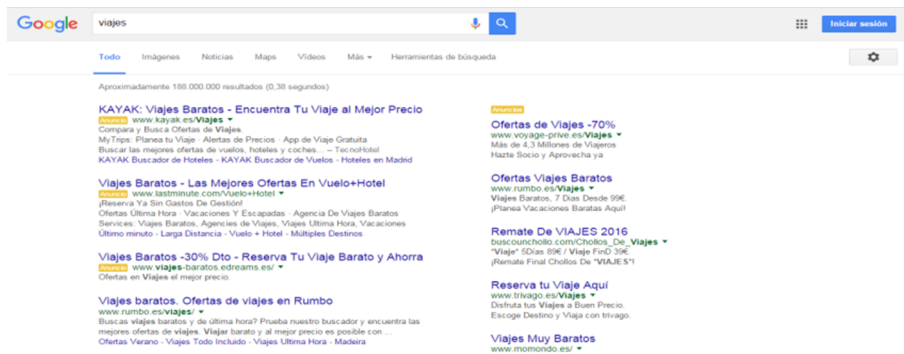 Google
viajes
Iniciar sesión
Todo Imágenes Noticias Maps Vídeos Más Herramientas de búsqueda
Aproximadamente 188.000.000 resultados (0,38 segundos)
KAYAK: Viajes Baratos - Encuentra Tu Viaje al Mejor Precio
Anuncio www.kayak.es/Viajes
Compara y Busca Ofertas de Viajes.
MyTrips: Planea tu Viaje · Alertas de Precios · App de Viaje Gratuita
Buscar las mejores ofertas de vuelos, hoteles y coches... – TecnoHotel
KAYAK Buscador de Hoteles - KAYAK Buscador de Vuelos - Hoteles en Madrid
Viajes Baratos - Las Mejores Ofertas En Vuelo+Hotel
Anuncio www.lastminute.com/Vuelo+Hotel
¡Reserva Ya Sin Gastos De Gestión!
Ofertas Última Hora · Vacaciones Y Escapadas · Agencia De Viajes Baratos
Services: Viajes Baratos, Agencies de Viajes, Viajes Ultima Hora, Vacaciones
Último minuto - Larga Distancia - Vuelo + Hotel - Múltiples Destinos
Viajes Baratos -30% Dto - Reserva Tu Viaje Barato y Ahorra
Anuncio www.viajes-baratos.edreams.es/
Ofertas en Viajes el mejor precio.
Viajes baratos. Ofertas de viajes en Rumbo
www.rumbo.es/viajes/
Buscas viajes baratos y de última hora? Prueba nuestro buscador y encuentra las
mejores ofertas de viajes. Viajar barato y al mejor precio es posible con ...
Ofertas Verano - Viajes Todo Incluido - Viajes Ultima Hora - Madeira
Anuncios
Ofertas de Viajes -70%
www.voyage-prive.es/Viajes
Más de 4,3 Millones de Viajeros
Hazte Socio y Aprovecha ya
Ofertas Viajes Baratos
www.rumbo.es/Viajes
Viajes Baratos, 7 Dias Desde 99€.
¡Planea Vacaciones Baratas Aquí!
Remate De VIAJES 2016
buscounchollo.com/Chollos_De_Viajes
"Viaje" 5Días 89€ / Viaje FinD 39€.
¡Remate Final Chollos De "VIAJES"!
Reserva tu Viaje Aquí
www.trivago.es/Viajes
Disfruta tus Viajes a Buen Precio.
Escoge Destino y Viaja con trivago.
Viajes Muy Baratos
www.momondo.es/